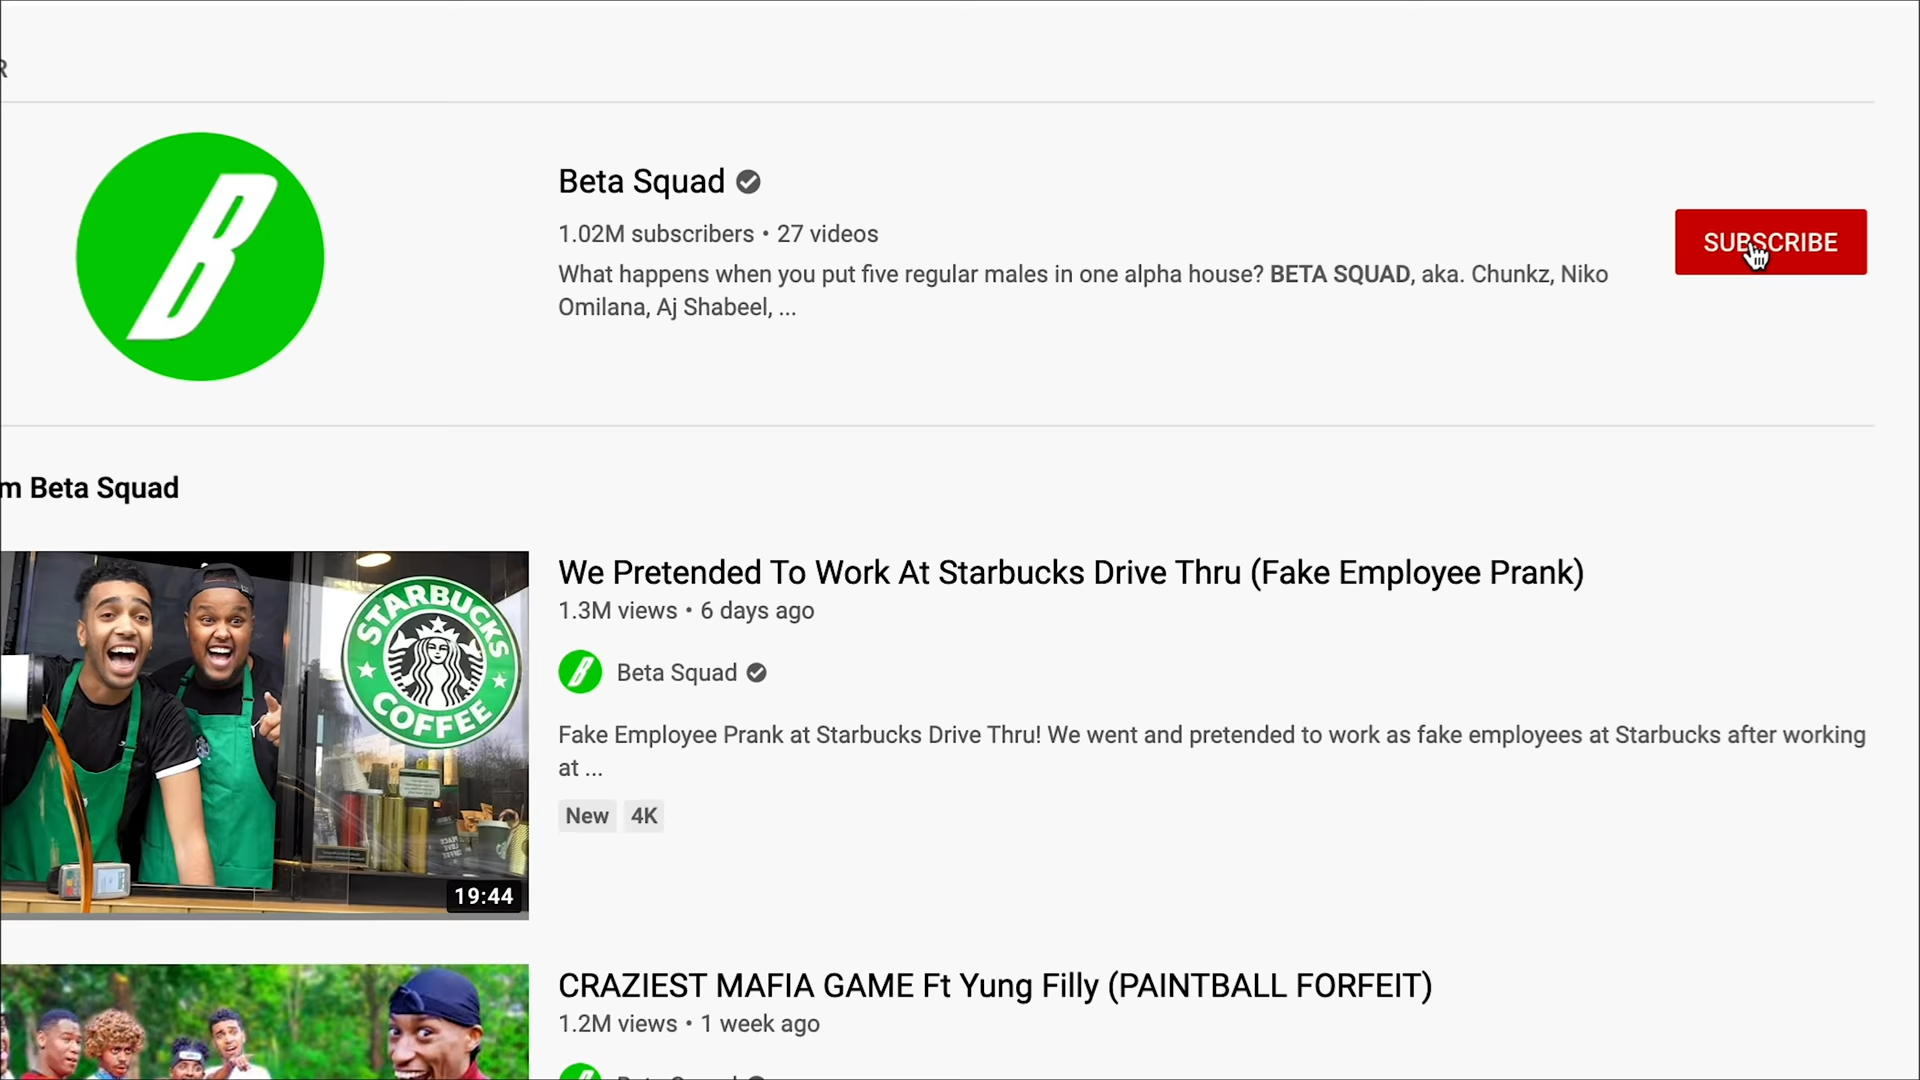 R
Beta Squad
1.02M subscribers • 27 videos
SUBSCRIBE
What happens when you put five regular males in one alpha house? BETA SQUAD, aka. Chunkz, Niko
Omilana, Aj Shabeel, ...
m Beta Squad
We Pretended To Work At Starbucks Drive Thru (Fake Employee Prank)
1.3M views • 6 days ago
Beta Squad
Fake Employee Prank at Starbucks Drive Thru! We went and pretended to work as fake employees at Starbucks after working
at ...
New 4K
STARBUCKS
COFFEE
19:44
CRAZIEST MAFIA GAME Ft Yung Filly (PAINTBALL FORFEIT)
1.2M views • 1 week ago